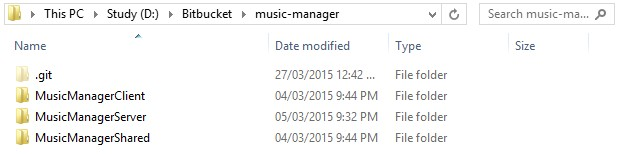 This PC Study (D:) Bitbucket music-manager Search music-ma...
Name Date modified Type Size
.git 27/03/2015 12:42 ... File folder
MusicManagerClient 04/03/2015 9:44 PM File folder
MusicManagerServer 05/03/2015 9:32 PM File folder
MusicManagerShared 04/03/2015 9:44 PM File folder